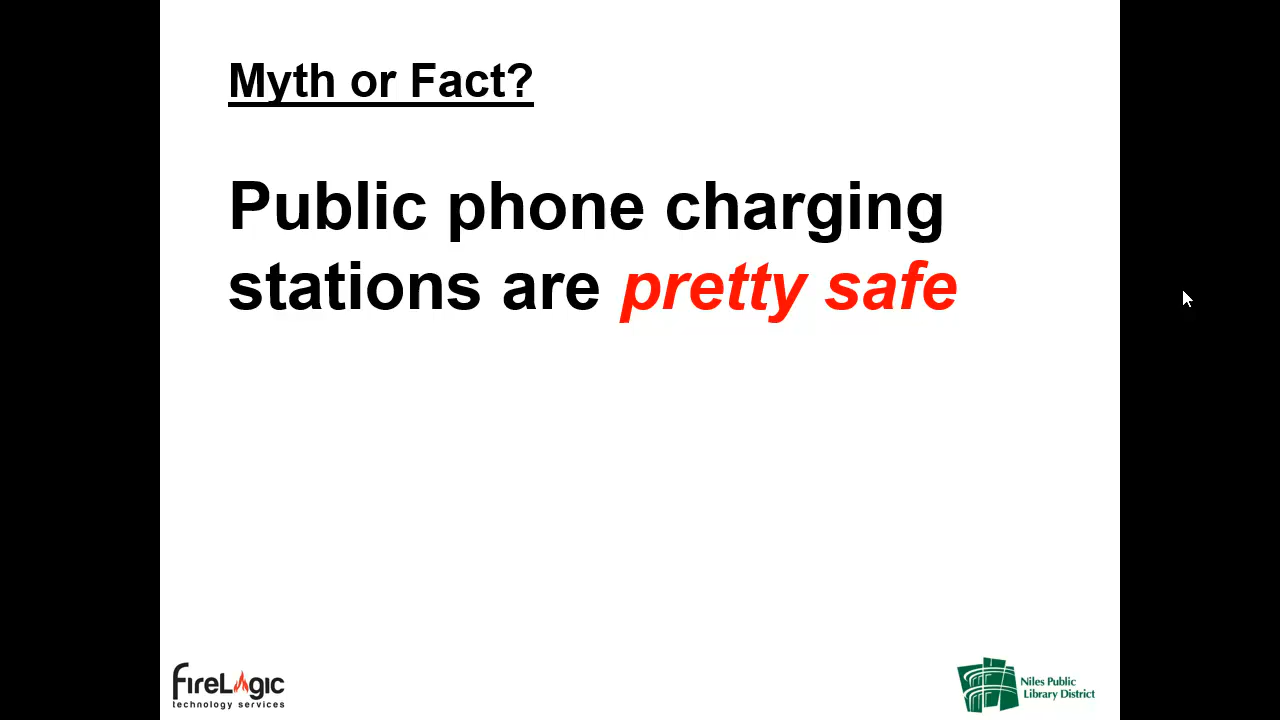 Myth or Fact?
Public phone charging
stations are pretty safe
FireLogic
technology services
Niles Public
Library District